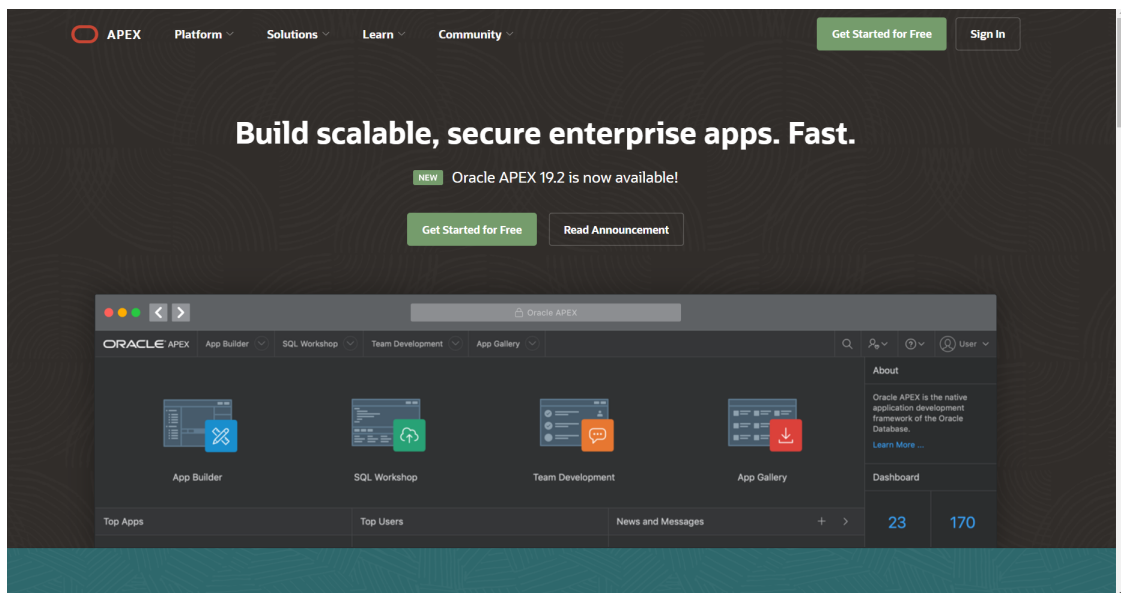 APEX Platform Solutions Learn Community Get Started for Free Sign In
Build scalable, secure enterprise apps. Fast.
NEW Oracle APEX 19.2 is now available!
Get Started for Free Read Announcement
Oracle APEX
ORACLE APEX App Builder SQL Workshop Team Development App Gallery User
About
Oracle APEX is the native
application development
framework of the Oracle
Database.
Learn More ...
App Builder SQL Workshop Team Development App Gallery
Dashboard
Top Apps Top Users News and Messages
23 170